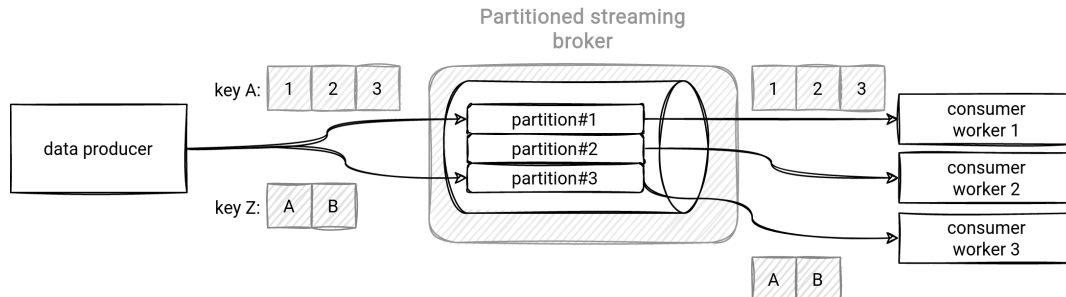 Partitioned streaming
broker
key A: 1 2 3
1 2 3
data producer
partition#1
partition#2
partition#3
consumer
worker 1
consumer
worker 2
consumer
worker 3
key Z: A B
A B